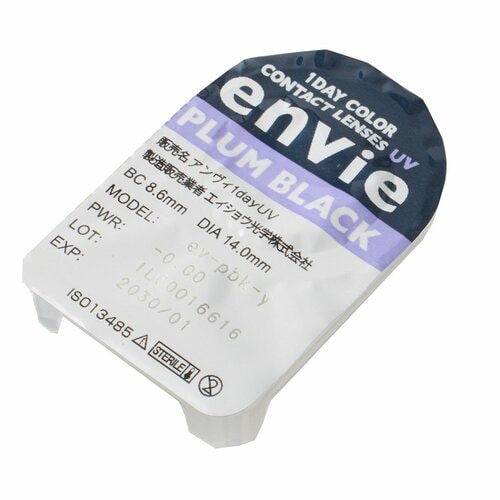 1DAY COLOR
CONTACT LENSES UV
envie
PLUM BLACK
販売名 アンヴィ1dayUV
製造販売業者 エイショウ光学株式会社
BC 8.6mm DIA 14.0mm
MODEL: ev-pbk-y
PWR: -0.00
LOT: IL10016616
EXP: 2030/01
ISO13485 STERILE